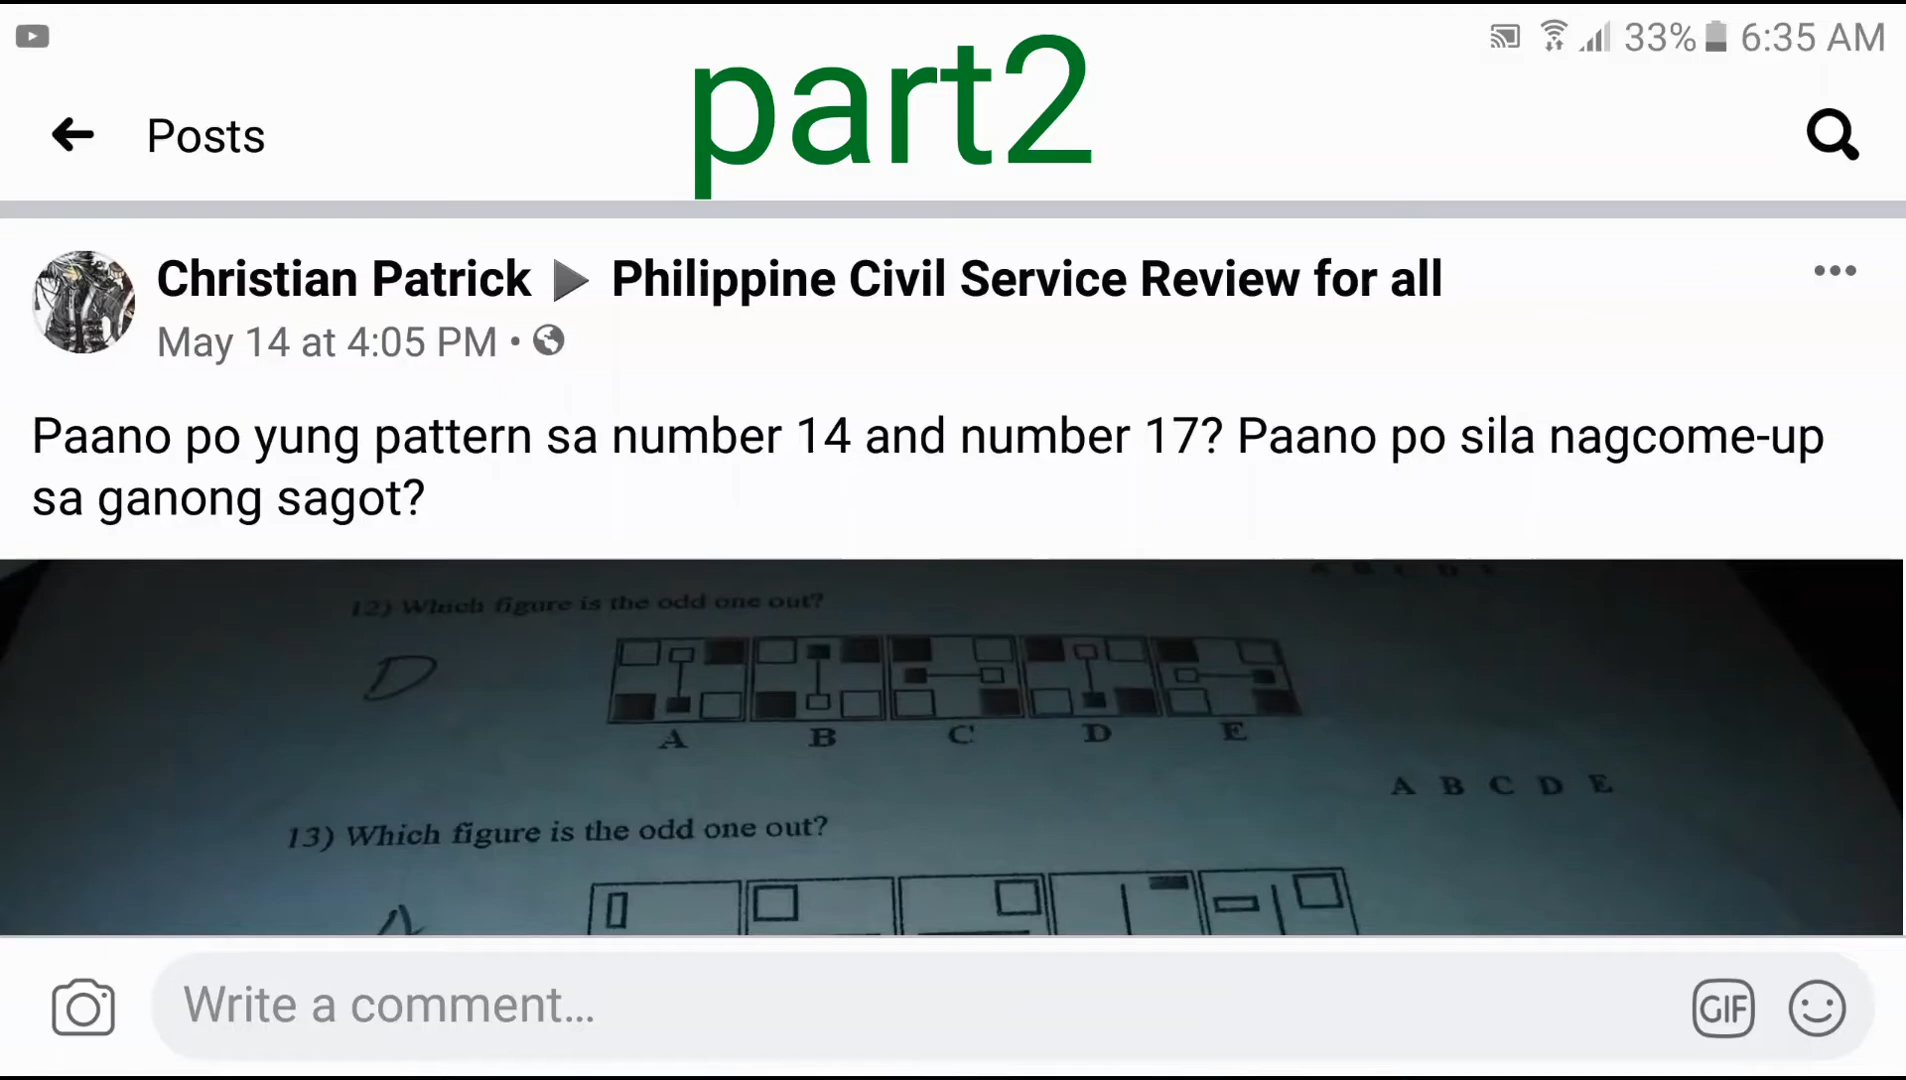 33% 6:35 AM
part2
Posts
Christian Patrick ▶ Philippine Civil Service Review for all
May 14 at 4:05 PM •
Paano po yung pattern sa number 14 and number 17? Paano po sila nagcome-up
sa ganong sagot?
A B C D E
12) Which figure is the odd one out?
D
A B C D E
A B C D E
13) Which figure is the odd one out?
Write a comment...
GIF